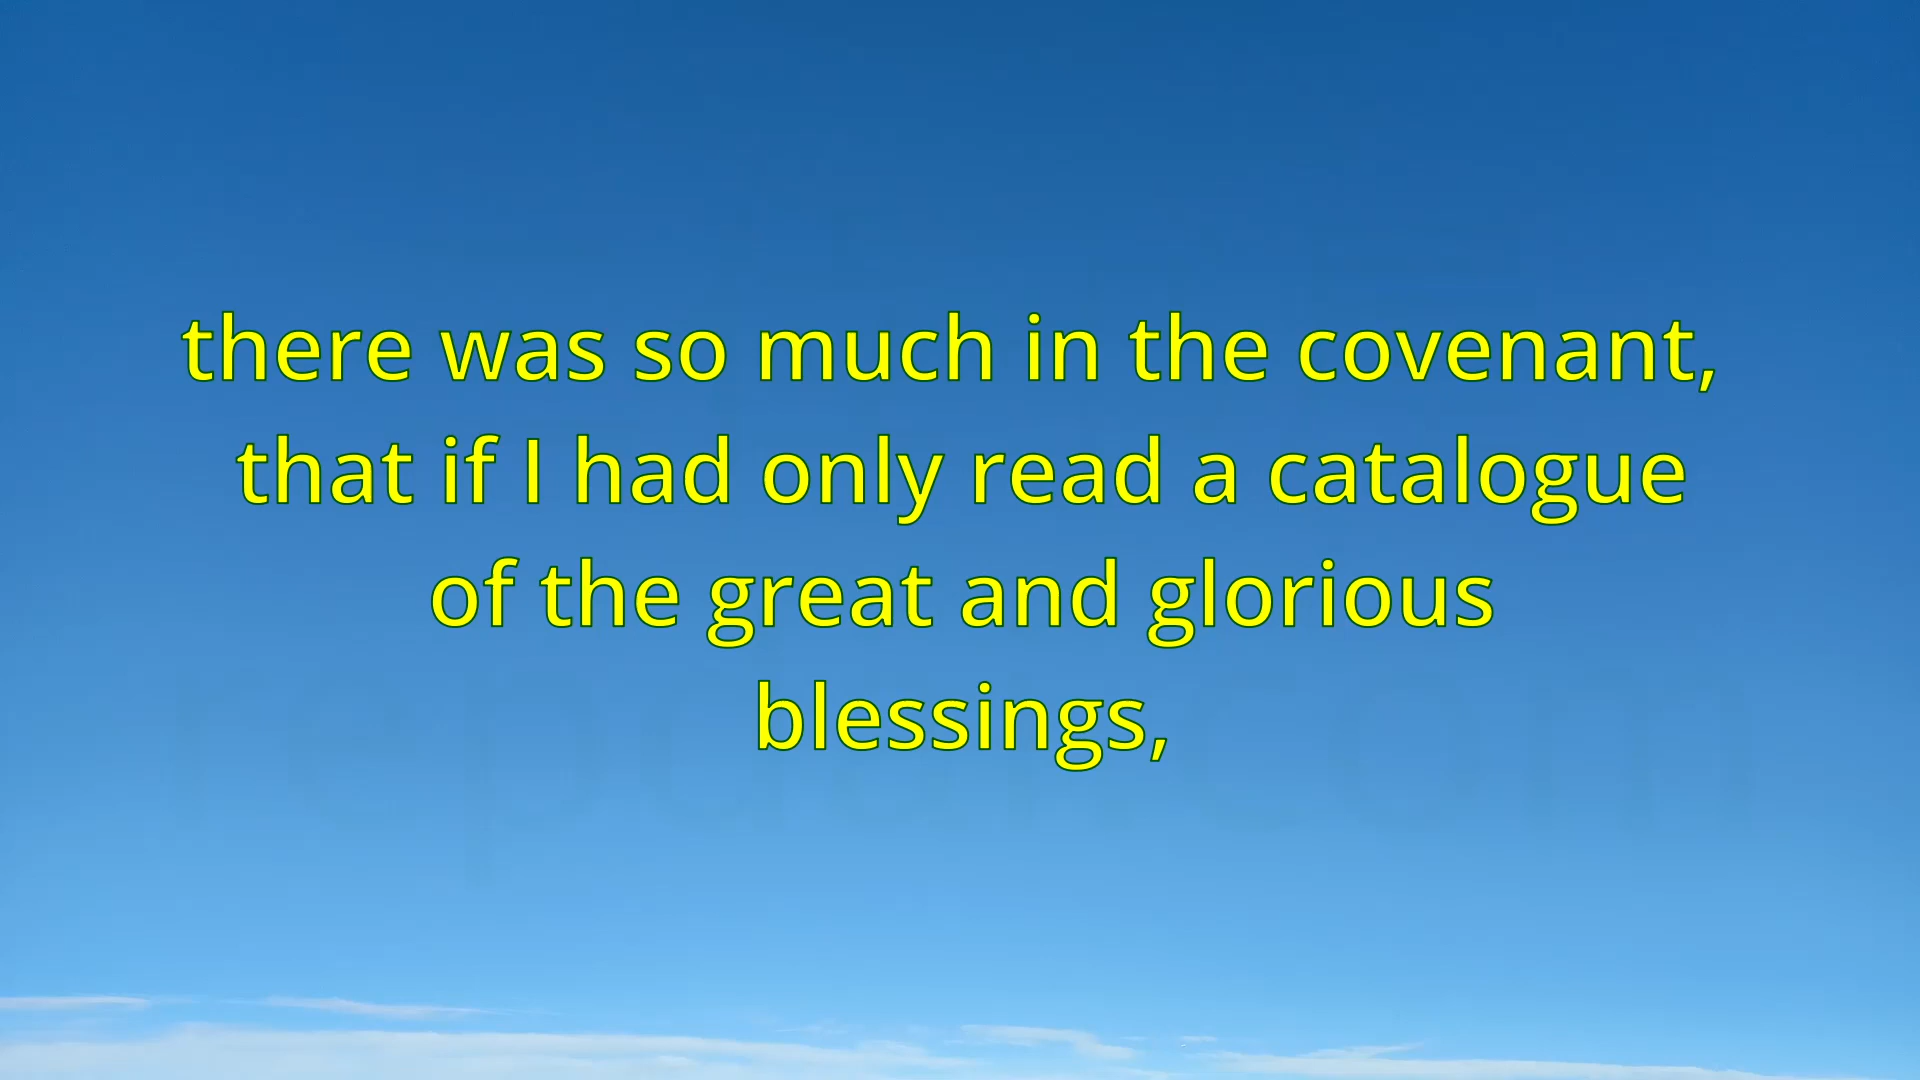 there was so much in the covenant,
that if I had only read a catalogue
of the great and glorious
blessings,